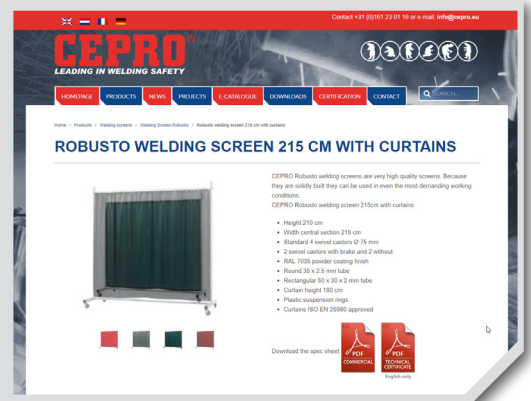 Contact +31 (0)161 23 01 16 or e-mail: info@cepro.eu
CEPRO®
LEADING IN WELDING SAFETY
HOMEPAGE PRODUCTS NEWS PROJECTS E-CATALOGUE DOWNLOADS CERTIFICATION CONTACT SEARCH
Home > Products > Welding screens > Welding Screen Robusto > Robusto welding screen 215 cm with curtains
ROBUSTO WELDING SCREEN 215 CM WITH CURTAINS
CEPRO Robusto welding screens are very high quality screens. Because
they are solidly built they can be used in even the most demanding working
conditions.
CEPRO Robusto welding screen 215cm with curtains:
• Height 210 cm
• Width central section 215 cm
• Standard 4 swivel castors Ø 75 mm
• 2 swivel castors with brake and 2 without
• RAL 7035 powder coating finish
• Round 35 x 2.5 mm tube
• Rectangular 50 x 30 x 2 mm tube
• Curtain height 180 cm
• Plastic suspension rings
• Curtains ISO EN 25980 approved
Download the spec sheet
PDF
COMMERCIAL
PDF
TECHNICAL
CERTIFICATE
English only